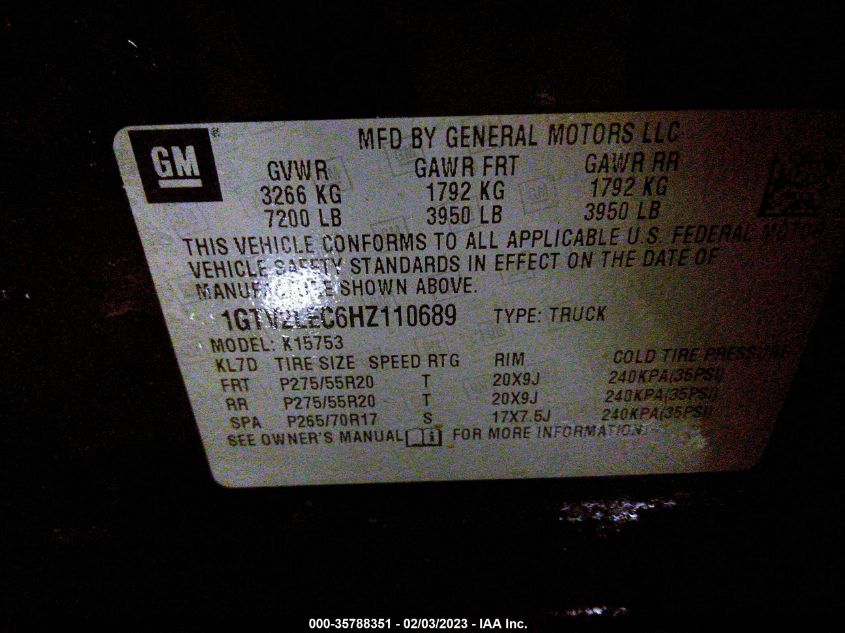 GM ®
MFD BY GENERAL MOTORS LLC
GVWR GAWR FRT GAWR RR
3266 KG 1792 KG 1792 KG
7200 LB 3950 LB 3950 LB
THIS VEHICLE CONFORMS TO ALL APPLICABLE U.S. FEDERAL MOTOR
VEHICLE SAFETY STANDARDS IN EFFECT ON THE DATE OF
MANUFACTURE SHOWN ABOVE.
TYPE: TRUCK
MODEL: K15753
KL7D TIRE SIZE SPEED RTG RIM COLD TIRE PRESSURE
FRT P275/55R20 T 20X9J 240KPA(35PSI)
RR P275/55R20 T 20X9J 240KPA(35PSI)
SPA P265/70R17 S 17X7.5J 240KPA(35PSI)
SEE OWNER'S MANUAL FOR MORE INFORMATION.
000-35788351 - 02/03/2023 - IAA Inc.